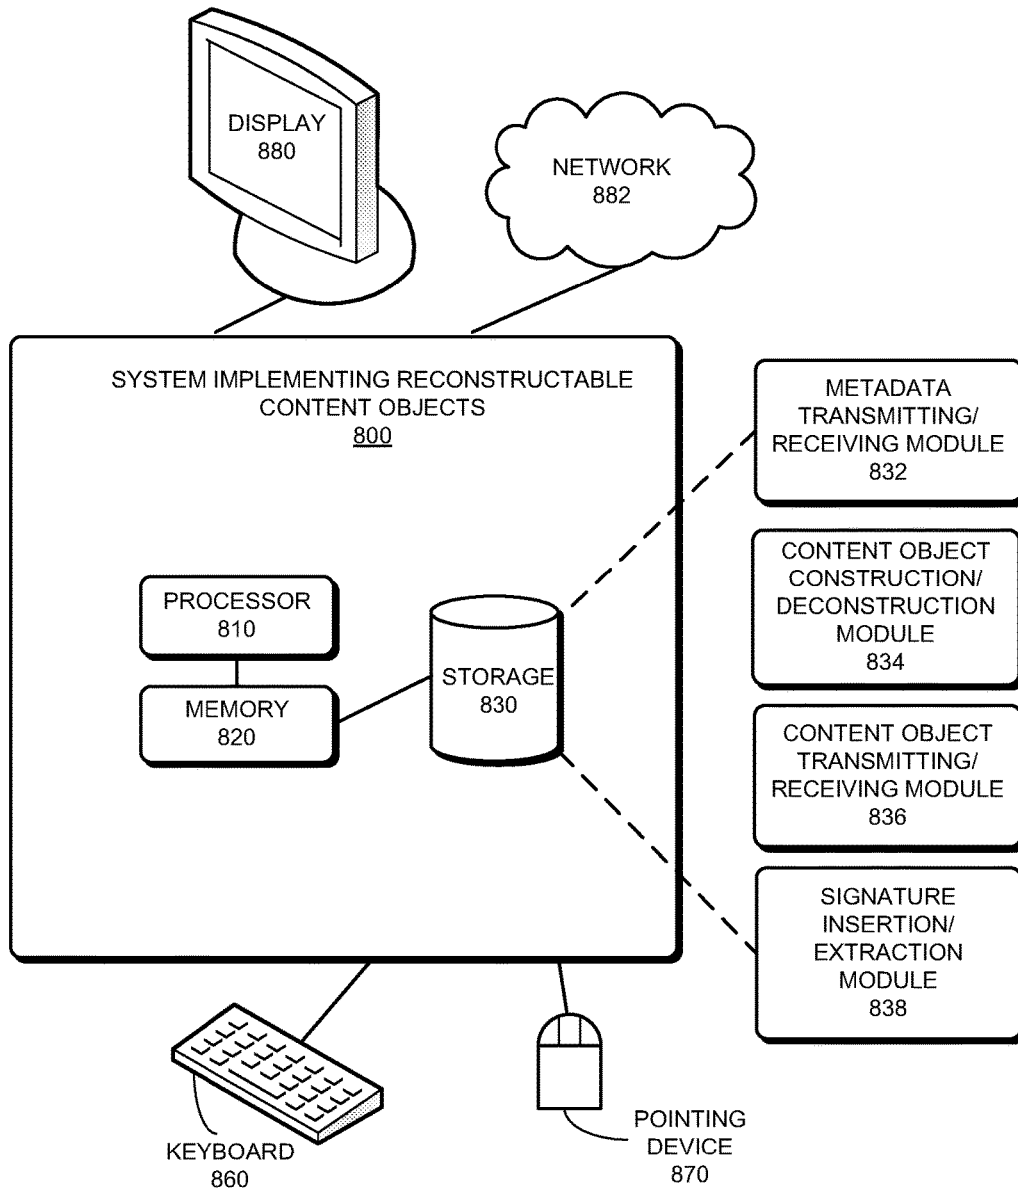 DISPLAY
880
NETWORK
882
SYSTEM IMPLEMENTING RECONSTRUCTABLE
CONTENT OBJECTS
800
METADATA
TRANSMITTING/
RECEIVING MODULE
832
CONTENT OBJECT
CONSTRUCTION/
DECONSTRUCTION
MODULE
834
PROCESSOR
810
MEMORY
820
STORAGE
830
CONTENT OBJECT
TRANSMITTING/
RECEIVING MODULE
836
SIGNATURE
INSERTION/
EXTRACTION
MODULE
838
KEYBOARD
860
POINTING
DEVICE
870